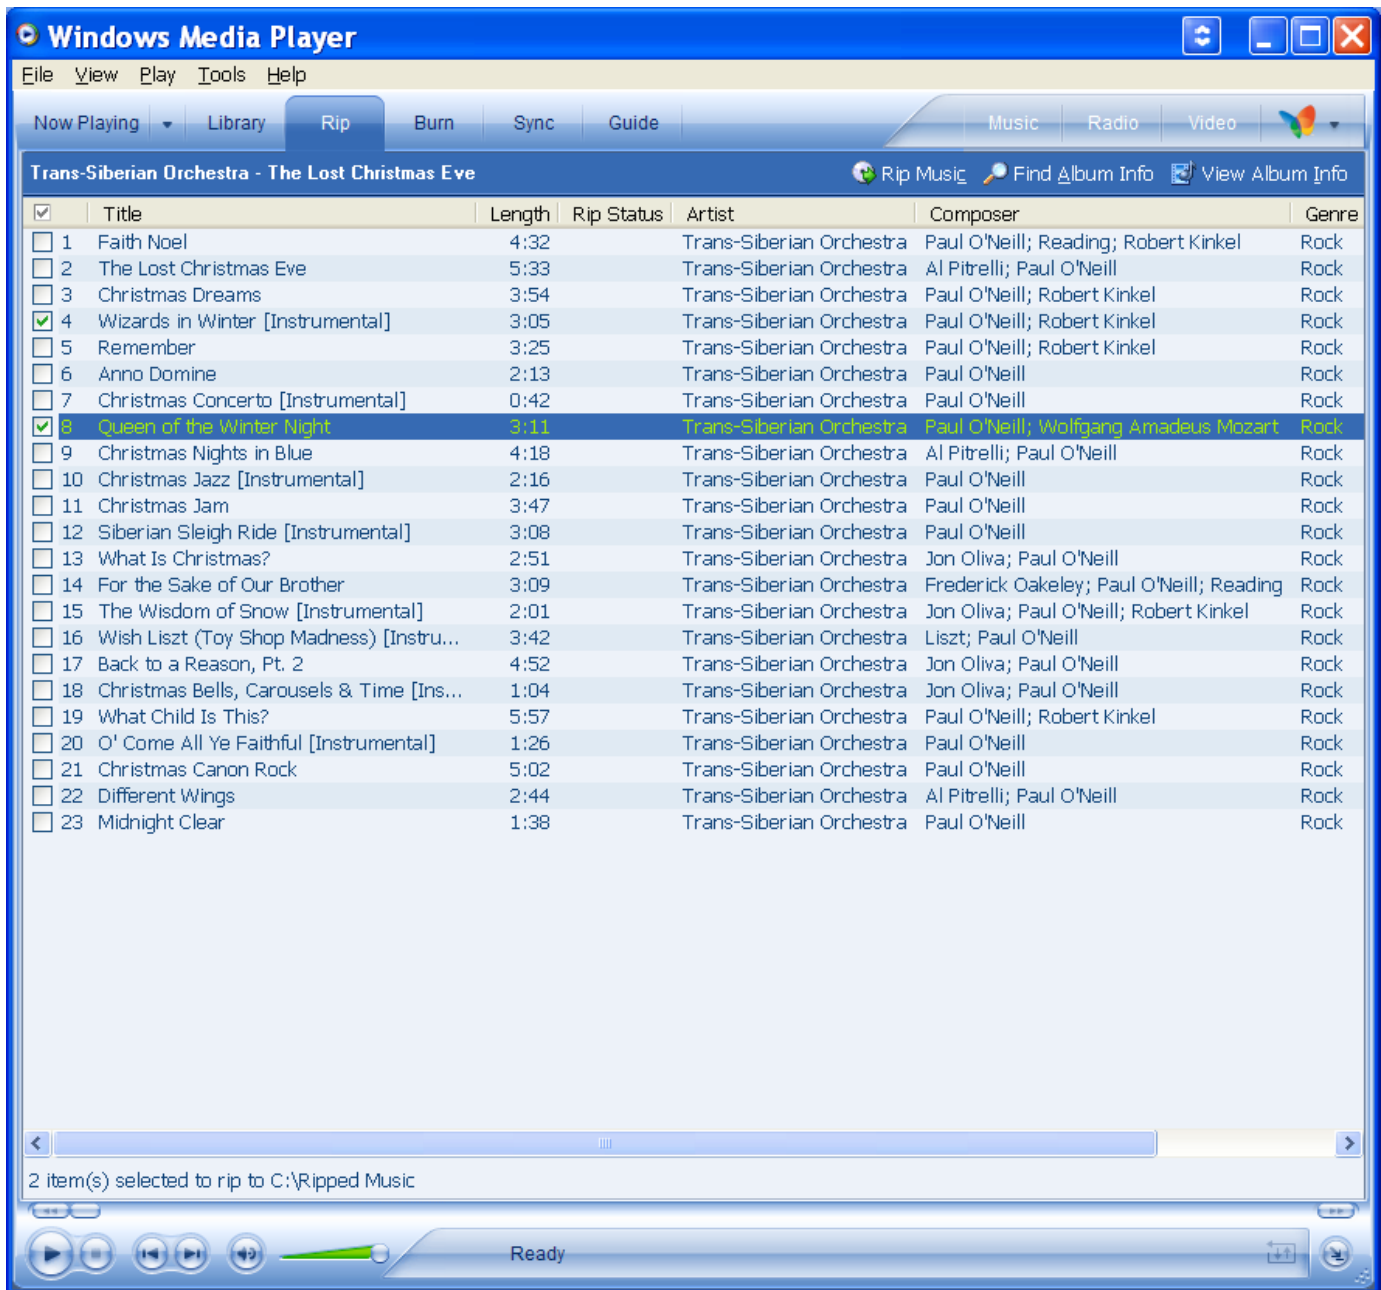 Windows Media Player
File View Play Tools Help
Now Playing Library Rip Burn Sync Guide Music Radio Video
Trans-Siberian Orchestra - The Lost Christmas Eve Rip Music Find Album Info View Album Info
Title Length Rip Status Artist Composer Genre
1 Faith Noel 4:32 Trans-Siberian Orchestra Paul O'Neill; Reading; Robert Kinkel Rock
2 The Lost Christmas Eve 5:33 Trans-Siberian Orchestra Al Pitrelli; Paul O'Neill Rock
3 Christmas Dreams 3:54 Trans-Siberian Orchestra Paul O'Neill; Robert Kinkel Rock
4 Wizards in Winter [Instrumental] 3:05 Trans-Siberian Orchestra Paul O'Neill; Robert Kinkel Rock
5 Remember 3:25 Trans-Siberian Orchestra Paul O'Neill; Robert Kinkel Rock
6 Anno Domine 2:13 Trans-Siberian Orchestra Paul O'Neill Rock
7 Christmas Concerto [Instrumental] 0:42 Trans-Siberian Orchestra Paul O'Neill Rock
8 Queen of the Winter Night 3:11 Trans-Siberian Orchestra Paul O'Neill; Wolfgang Amadeus Mozart Rock
9 Christmas Nights in Blue 4:18 Trans-Siberian Orchestra Al Pitrelli; Paul O'Neill Rock
10 Christmas Jazz [Instrumental] 2:16 Trans-Siberian Orchestra Paul O'Neill Rock
11 Christmas Jam 3:47 Trans-Siberian Orchestra Paul O'Neill Rock
12 Siberian Sleigh Ride [Instrumental] 3:08 Trans-Siberian Orchestra Paul O'Neill Rock
13 What Is Christmas? 2:51 Trans-Siberian Orchestra Jon Oliva; Paul O'Neill Rock
14 For the Sake of Our Brother 3:09 Trans-Siberian Orchestra Frederick Oakeley; Paul O'Neill; Reading Rock
15 The Wisdom of Snow [Instrumental] 2:01 Trans-Siberian Orchestra Jon Oliva; Paul O'Neill; Robert Kinkel Rock
16 Wish Liszt (Toy Shop Madness) [Instru... 3:42 Trans-Siberian Orchestra Liszt; Paul O'Neill Rock
17 Back to a Reason, Pt. 2 4:52 Trans-Siberian Orchestra Jon Oliva; Paul O'Neill Rock
18 Christmas Bells, Carousels & Time [Ins... 1:04 Trans-Siberian Orchestra Jon Oliva; Paul O'Neill Rock
19 What Child Is This? 5:57 Trans-Siberian Orchestra Paul O'Neill; Robert Kinkel Rock
20 O' Come All Ye Faithful [Instrumental] 1:26 Trans-Siberian Orchestra Paul O'Neill Rock
21 Christmas Canon Rock 5:02 Trans-Siberian Orchestra Paul O'Neill Rock
22 Different Wings 2:44 Trans-Siberian Orchestra Al Pitrelli; Paul O'Neill Rock
23 Midnight Clear 1:38 Trans-Siberian Orchestra Paul O'Neill Rock
2 item(s) selected to rip to C:\Ripped Music
Ready